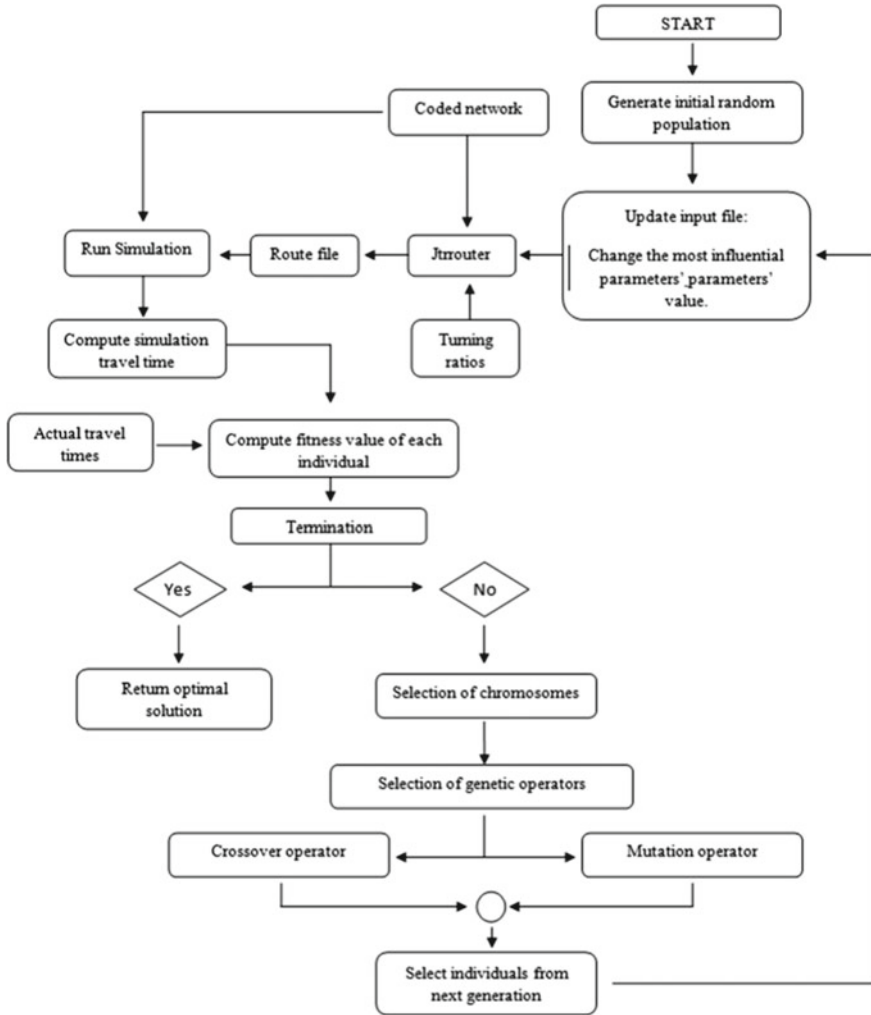 START
Generate initial random
population
Coded network
Update input file:
Change the most influential
parameters’ parameters’
value.
Run Simulation
Route file
Jtrrouter
Turning
ratios
Compute simulation
travel time
Actual travel
times
Compute fitness value of each
individual
Termination
Yes
No
Return optimal
solution
Selection of chromosomes
Selection of genetic operators
Crossover operator
Mutation operator
Select individuals from
next generation